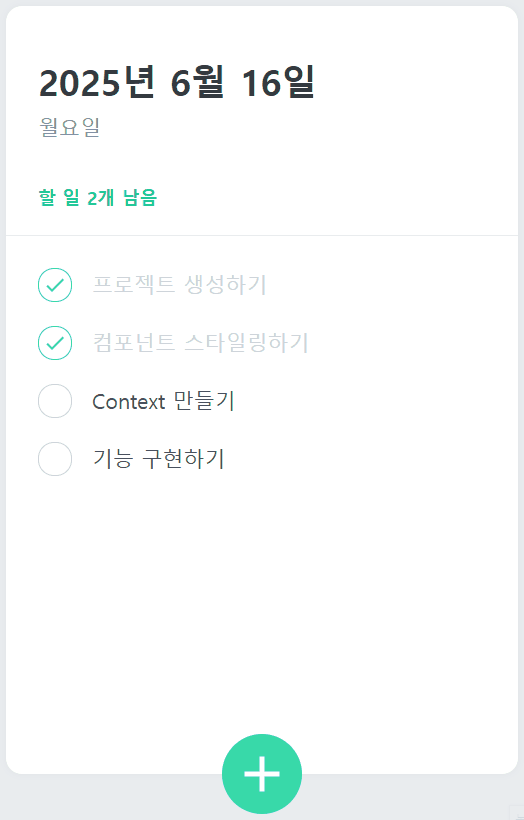 2025년 6월 16일
월요일
할 일 2개 남음
프로젝트 생성하기
컴포넌트 스타일링하기
Context 만들기
기능 구현하기